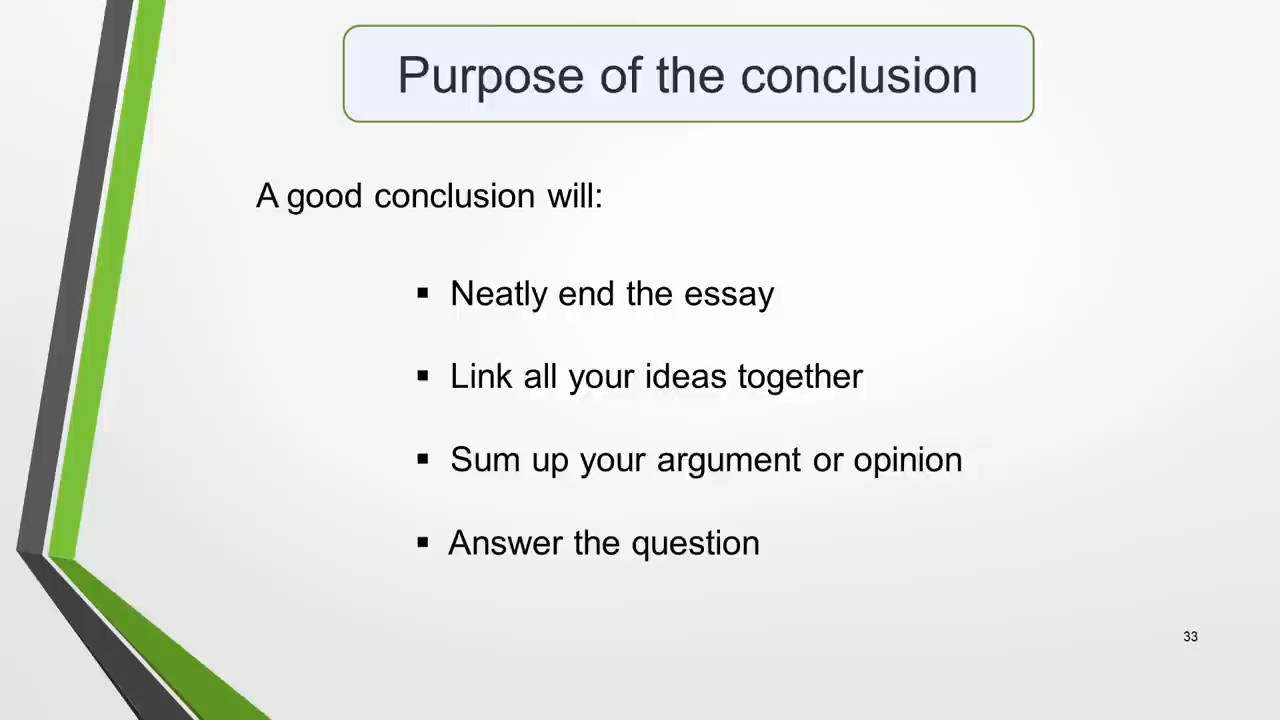 Purpose of the conclusion
A good conclusion will:
▪ Neatly end the essay
▪ Link all your ideas together
▪ Sum up your argument or opinion
▪ Answer the question
33